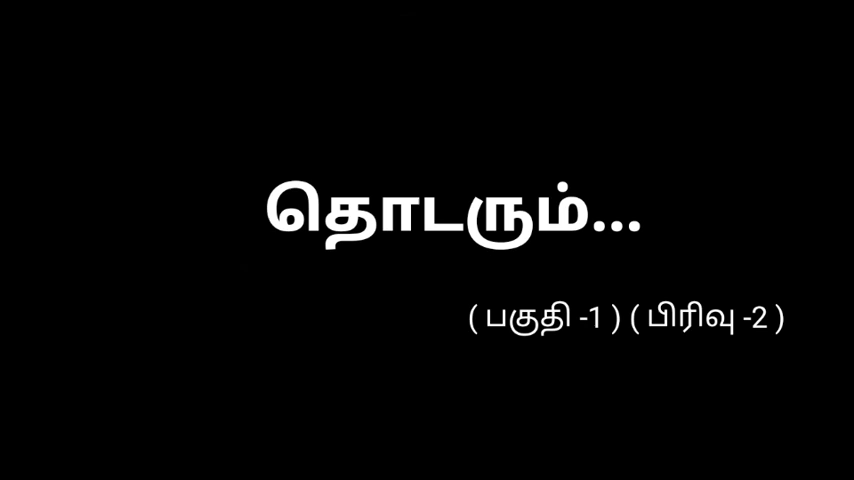 தொடரும்...
( பகுதி -1 ) ( பிரிவு -2 )